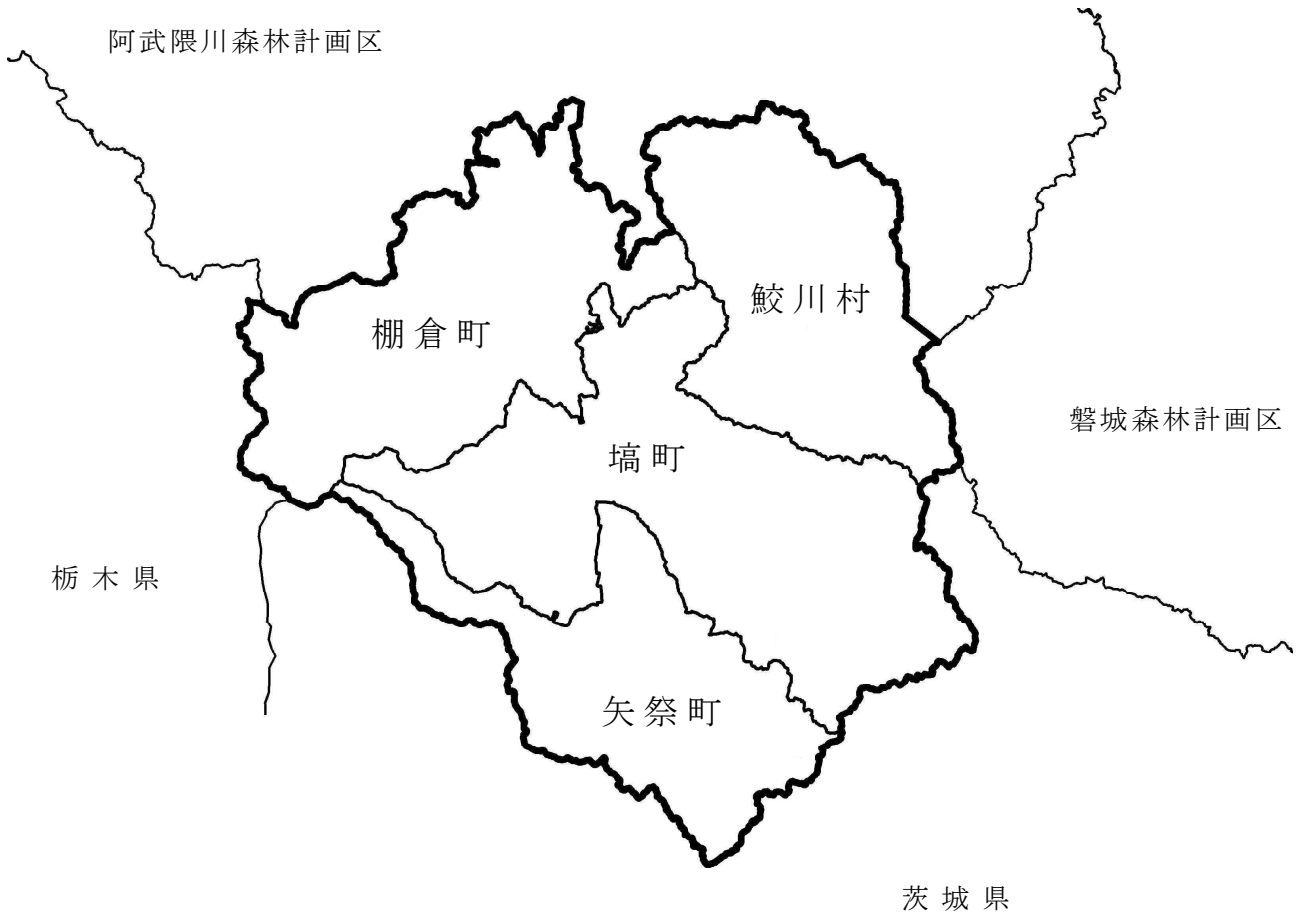 阿武隈川森林計画区
鮫川村
棚倉町
磐城森林計画区
塙町
栃木県
矢祭町
茨城県